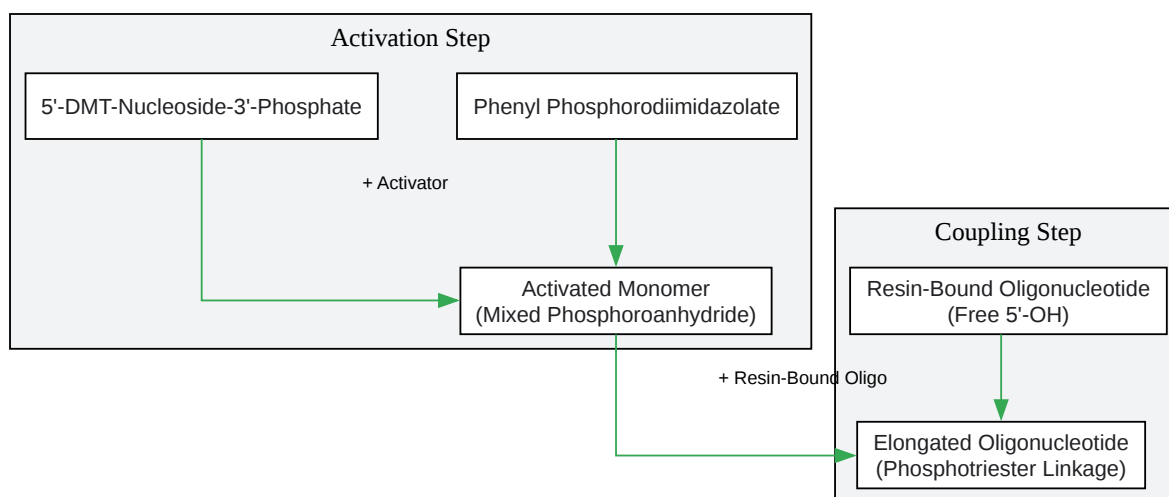 Activation Step
5'-DMT-Nucleoside-3'-Phosphate
Phenyl Phosphorodiimidazolate
+ Activator
Activated Monomer
(Mixed Phosphoroanhydride)
Coupling Step
Resin-Bound Oligonucleotide
(Free 5'-OH)
+ Resin-Bound Oligo
Elongated Oligonucleotide
(Phosphotriester Linkage)